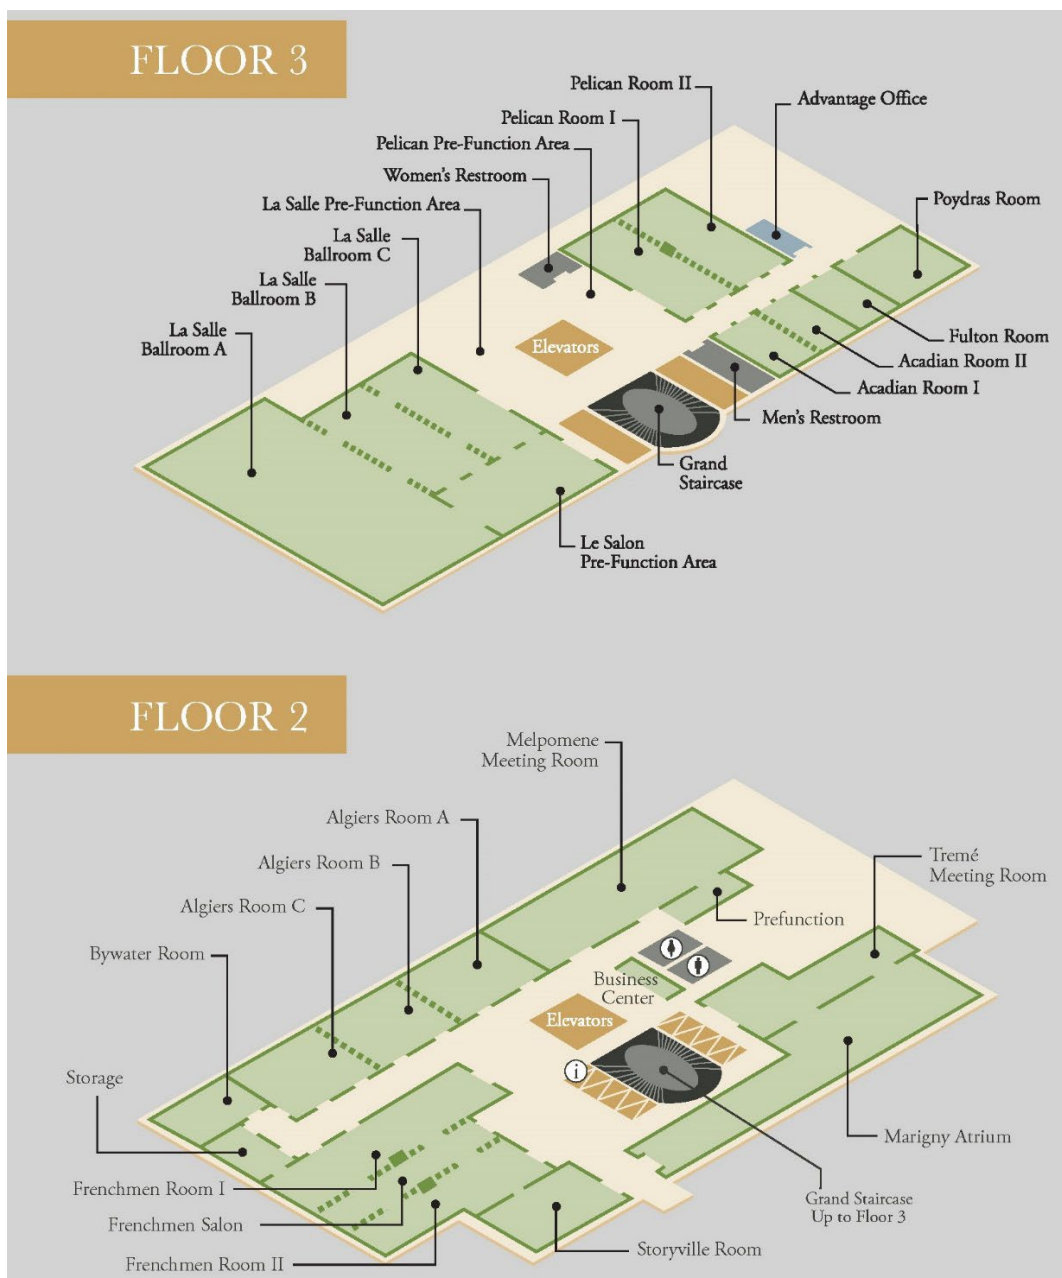 FLOOR 3
Pelican Room II
Advantage Office
Pelican Room I
Pelican Pre-Function Area
Women's Restroom
Poydras Room
La Salle Pre-Function Area
La Salle
Ballroom C
La Salle
Ballroom B
La Salle
Ballroom A
Elevators
Fulton Room
Acadian Room II
Acadian Room I
Men's Restroom
Grand
Staircase
Le Salon
Pre-Function Area
FLOOR 2
Melpomene
Meeting Room
Algiers Room A
Tremé
Meeting Room
Algiers Room B
Algiers Room C
Prefunction
Bywater Room
Business
Center
Elevators
i
Storage
Marigny Atrium
Frenchmen Room I
Grand Staircase
Up to Floor 3
Frenchmen Salon
Storyville Room
Frenchmen Room II